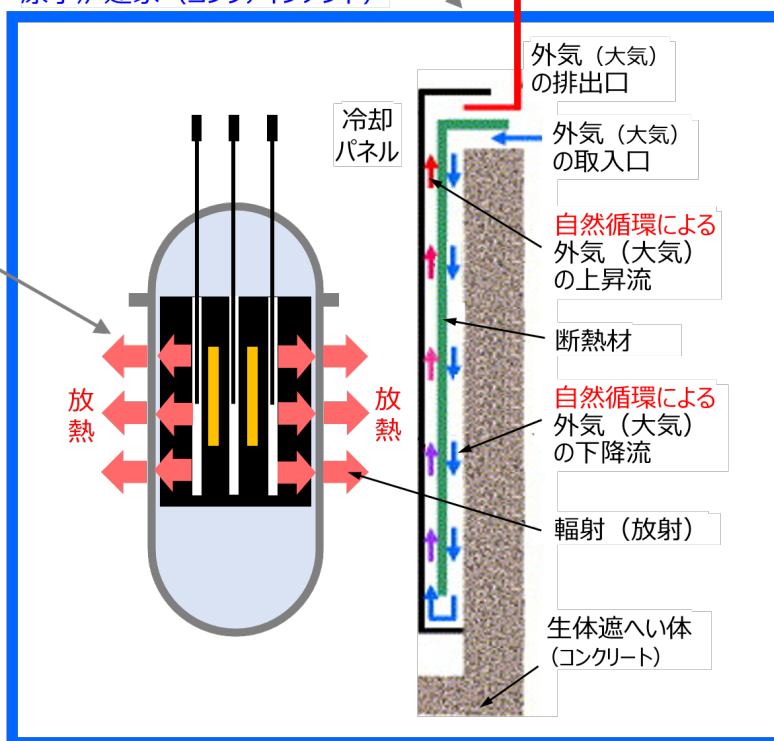 外気（大気）
の排出口
冷却
パネル
外気（大気）
の取入口
自然循環による
外気（大気）
の上昇流
断熱材
放
熱
放
熱
自然循環による
外気（大気）
の下降流
輻射（放射）
生体遮へい体
（コンクリート）